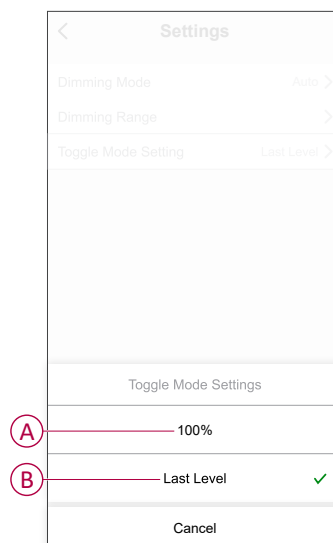 Settings
Dimming Mode Auto
Dimming Range
Toggle Mode Setting Last Level
Toggle Mode Settings
A 100%
B Last Level
Cancel